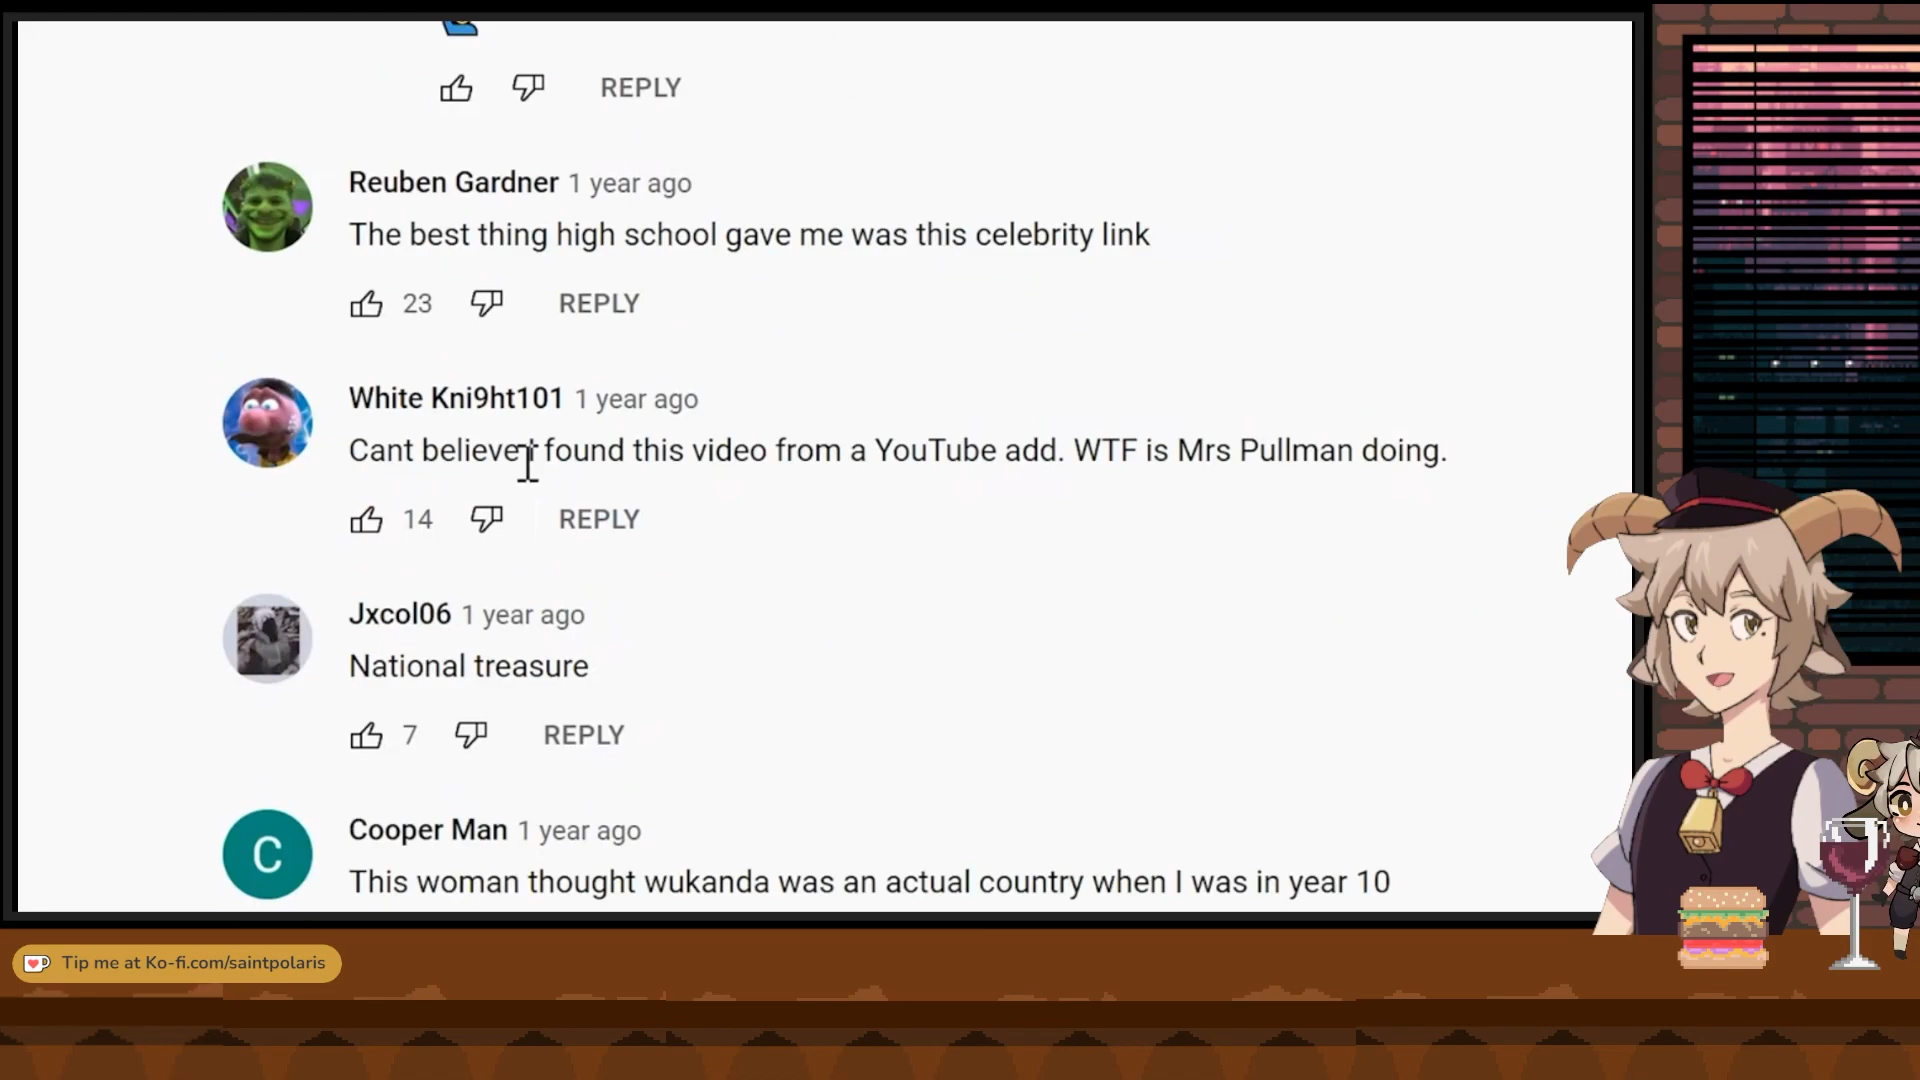 REPLY
Reuben Gardner 1 year ago
The best thing high school gave me was this celebrity link
23 REPLY
White Kni9ht101 1 year ago
Cant believe I found this video from a YouTube add. WTF is Mrs Pullman doing.
14 REPLY
Jxcol06 1 year ago
National treasure
7 REPLY
C
Cooper Man 1 year ago
This woman thought wukanda was an actual country when I was in year 10
Tip me at Ko-fi.com/saintpolaris